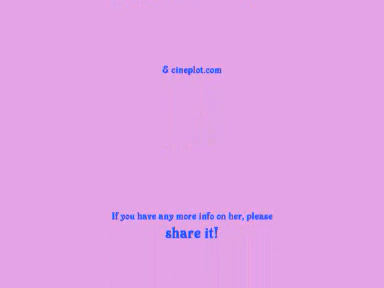 & cineplot.com
If you have any more info on her, please
share it!